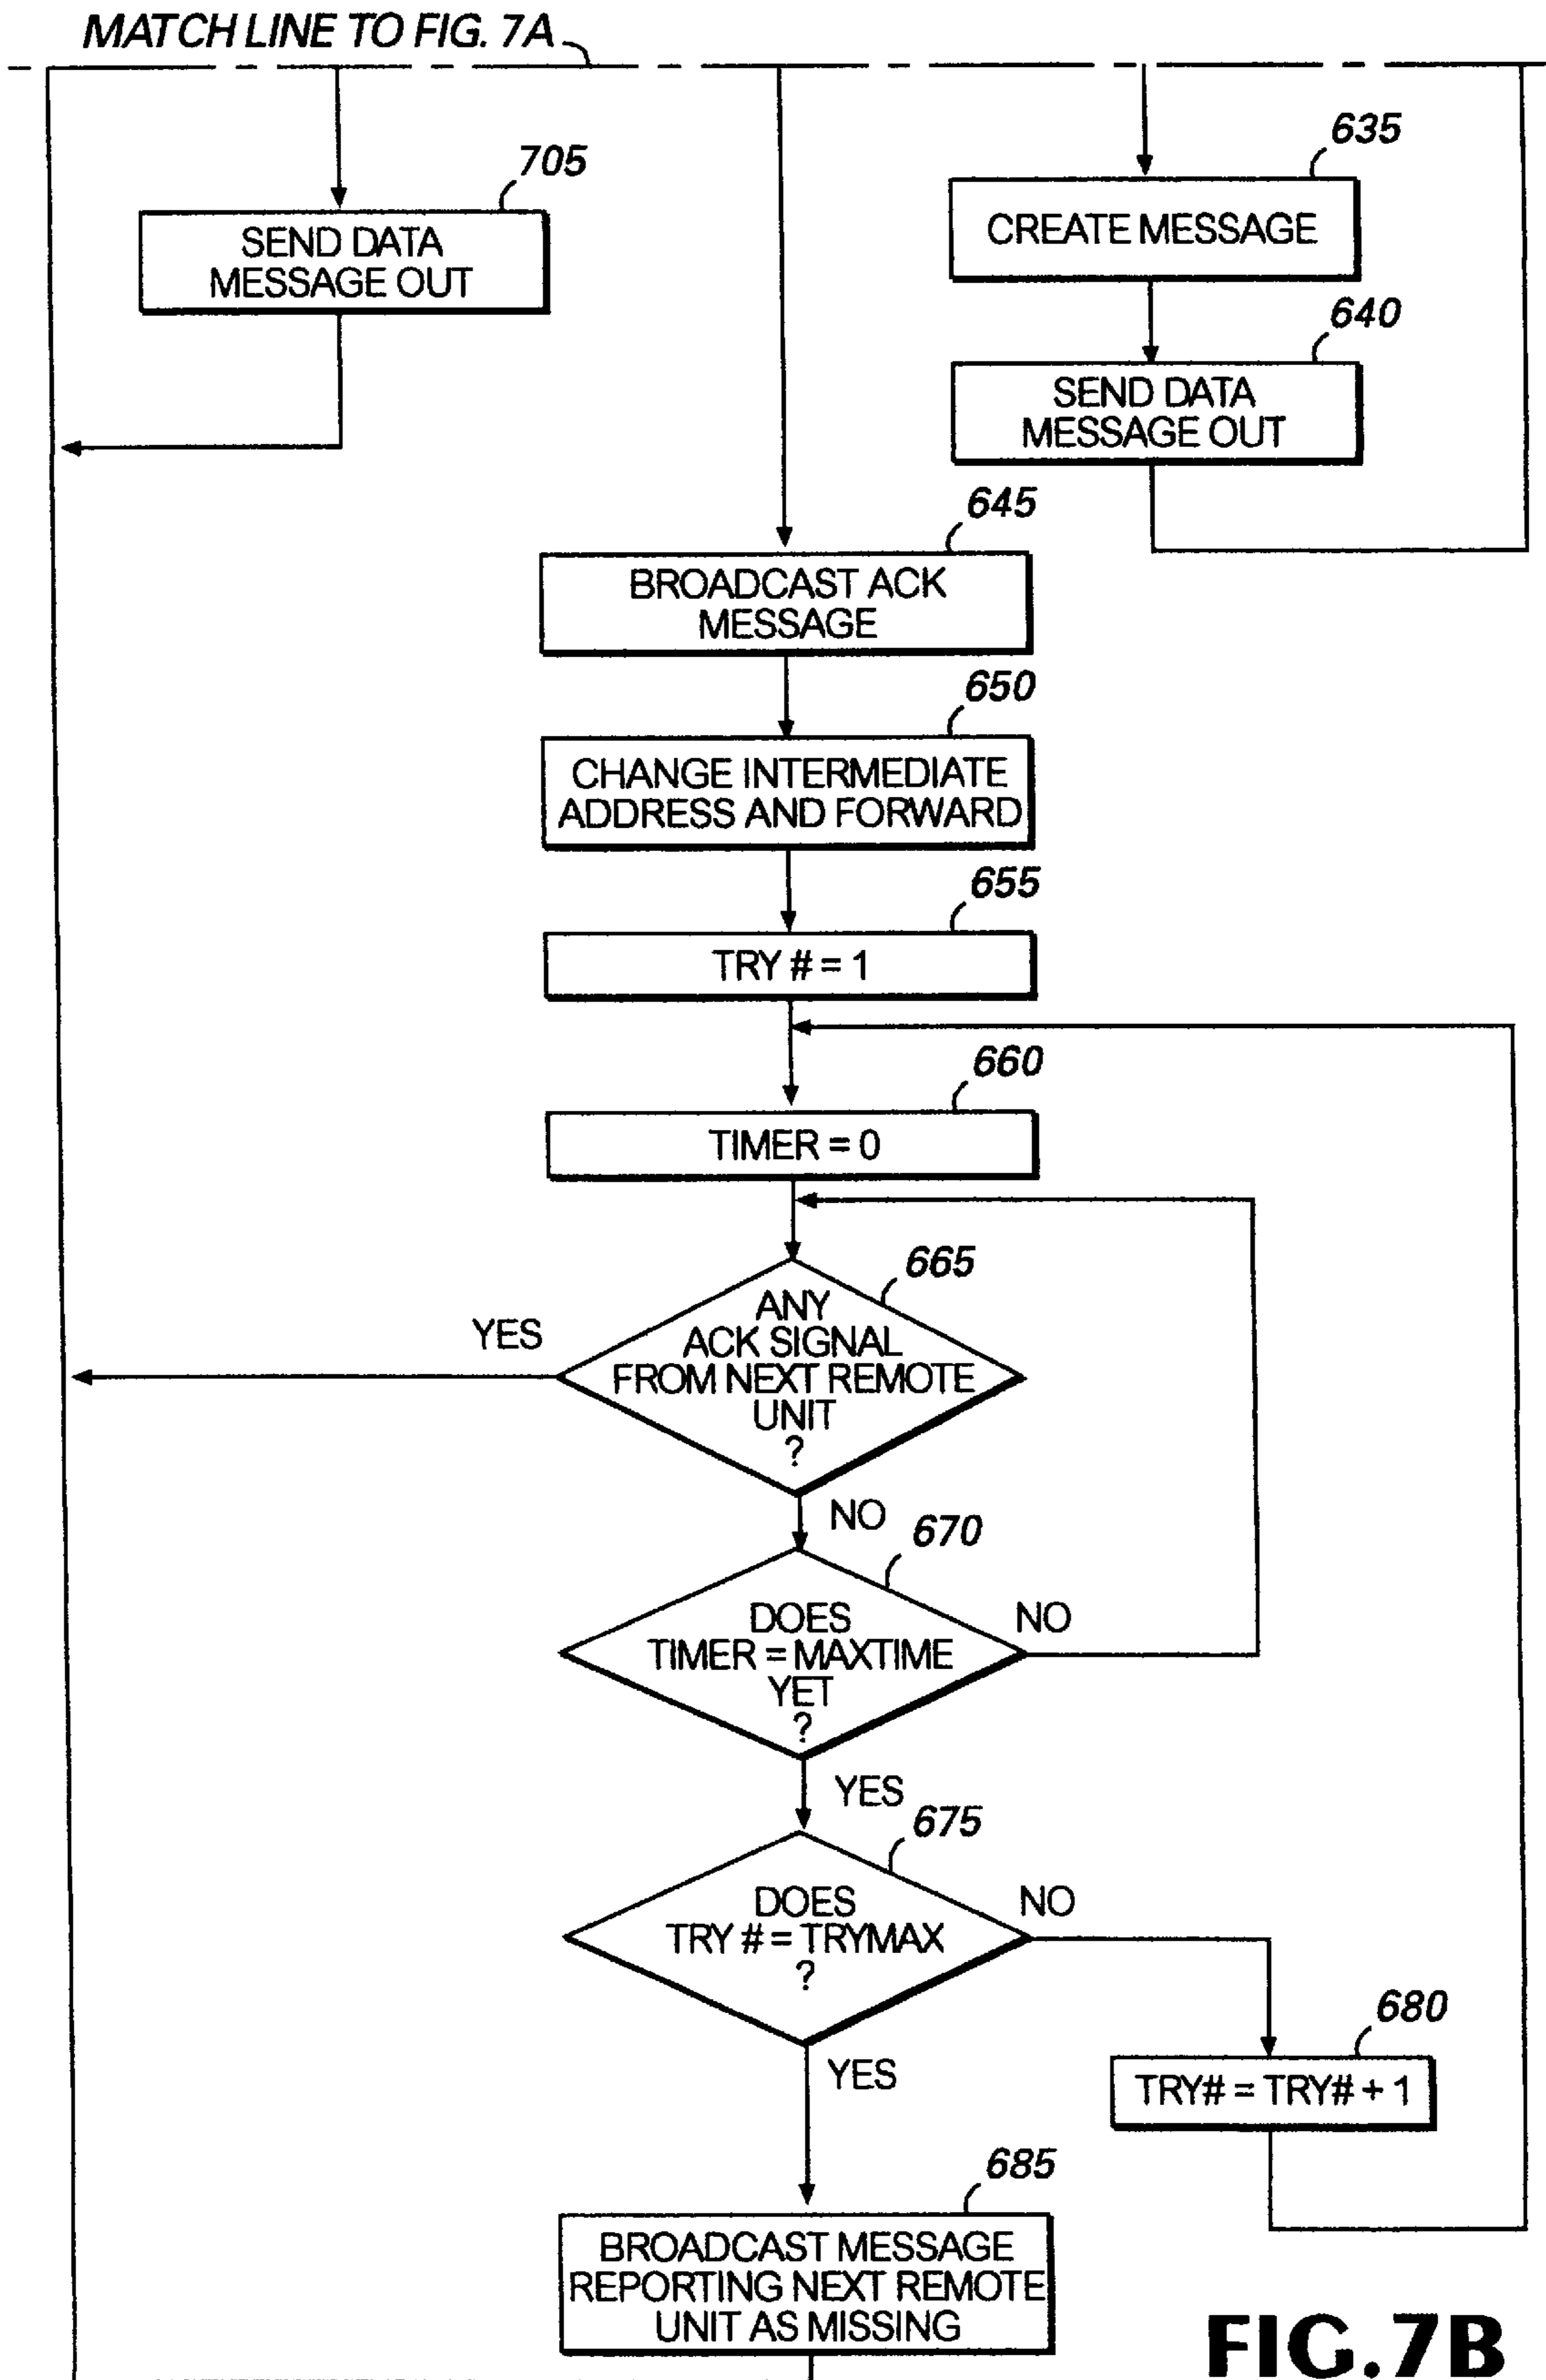 MATCH LINE TO FIG. 7A
705
SEND DATA
MESSAGE OUT
635
CREATE MESSAGE
640
SEND DATA
MESSAGE OUT
645
BROADCAST ACK
MESSAGE
650
CHANGE INTERMEDIATE
ADDRESS AND FORWARD
655
TRY # = 1
660
TIMER = 0
665
ANY
ACK SIGNAL
FROM NEXT REMOTE
UNIT
?
YES
NO
670
DOES
TIMER = MAXTIME
YET
?
NO
YES
675
DOES
TRY # = TRYMAX
?
NO
YES
680
TRY# = TRY# + 1
685
BROADCAST MESSAGE
REPORTING NEXT REMOTE
UNIT AS MISSING
FIG.7B